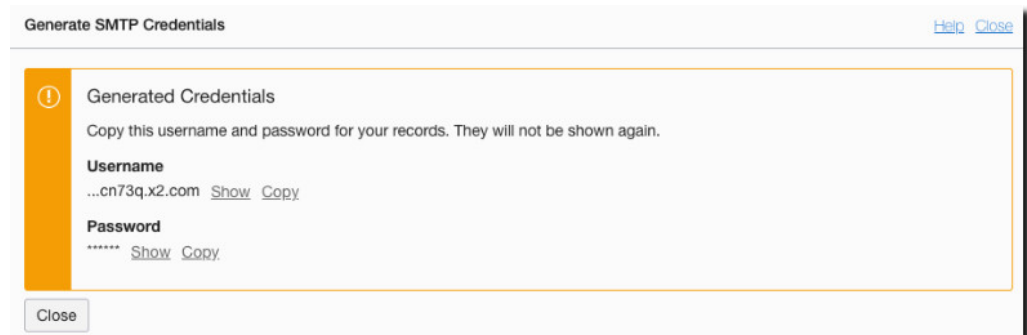 Generate SMTP Credentials Help Close
Generated Credentials
Copy this username and password for your records. They will not be shown again.
Username
...cn73q.x2.com Show Copy
Password
****** Show Copy
Close